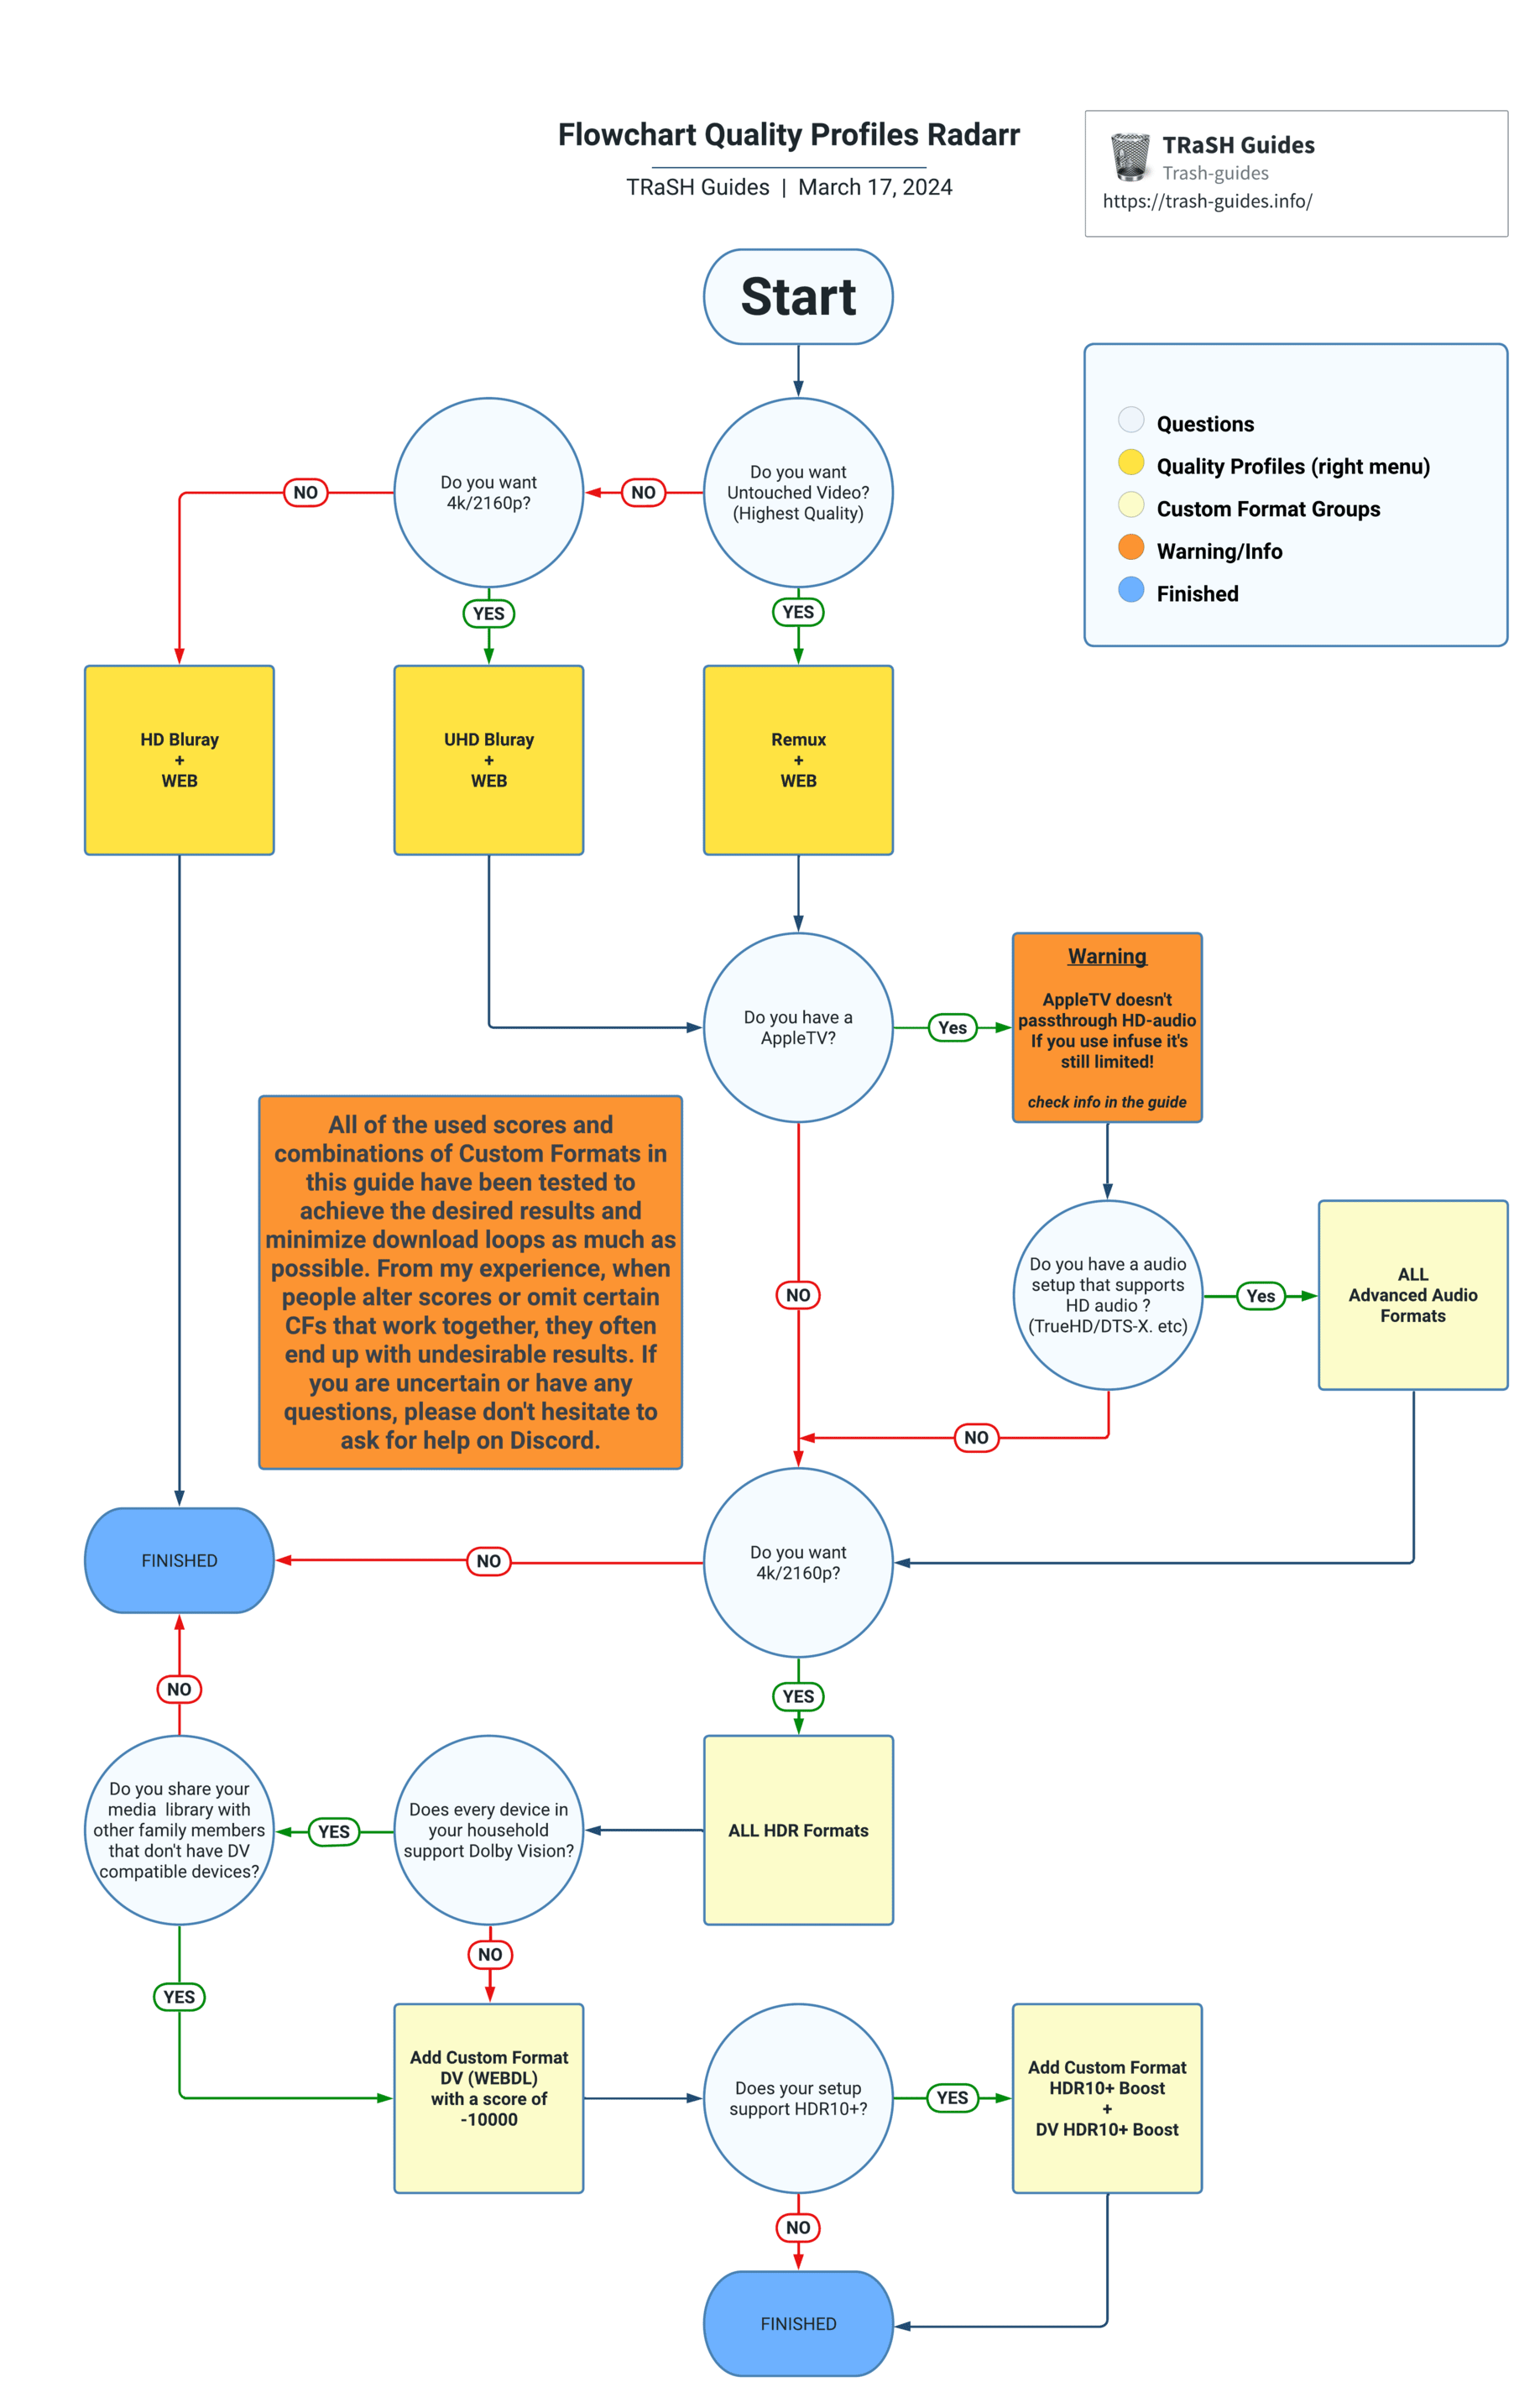 Flowchart Quality Profiles Radarr
TRaSH Guides | March 17, 2024
TRaSH Guides
Trash-guides
https://trash-guides.info/
Start
Questions
Quality Profiles (right menu)
Custom Format Groups
Warning/Info
Finished
Do you want
Untouched Video?
(Highest Quality)
NO
Do you want
4k/2160p?
NO
YES
YES
HD Bluray
+
WEB
UHD Bluray
+
WEB
Remux
+
WEB
Do you have a
AppleTV?
Yes
Warning
AppleTV doesn't
passthrough HD-audio
If you use infuse it's
still limited!
check info in the guide
All of the used scores and
combinations of Custom Formats in
this guide have been tested to
achieve the desired results and
minimize download loops as much as
possible. From my experience, when
people alter scores or omit certain
CFs that work together, they often
end up with undesirable results. If
you are uncertain or have any
questions, please don't hesitate to
ask for help on Discord.
NO
Do you have a audio
setup that supports
HD audio ?
(TrueHD/DTS-X. etc)
Yes
ALL
Advanced Audio
Formats
NO
FINISHED
NO
Do you want
4k/2160p?
NO
YES
Do you share your
media library with
other family members
that don't have DV
compatible devices?
YES
Does every device in
your household
support Dolby Vision?
ALL HDR Formats
NO
YES
Add Custom Format
DV (WEBDL)
with a score of
-10000
Does your setup
support HDR10+?
YES
Add Custom Format
HDR10+ Boost
+
DV HDR10+ Boost
NO
FINISHED